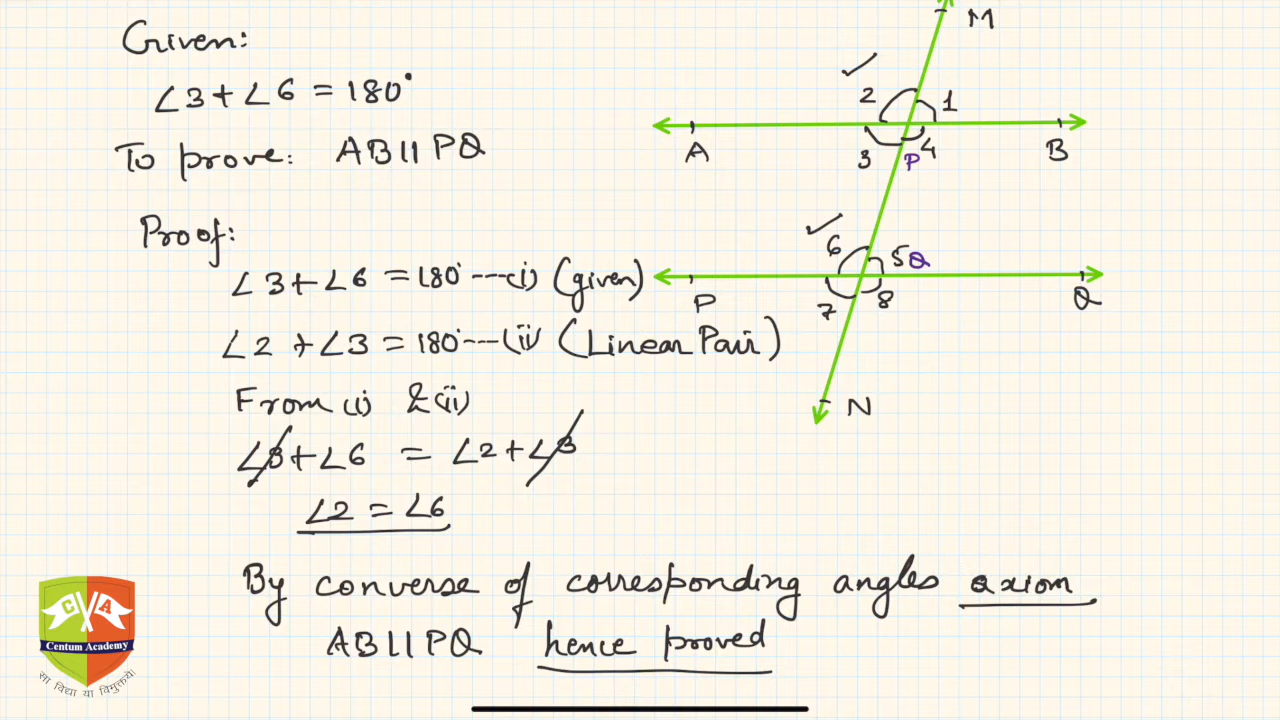 Given:
∠3+∠6 = 180°
To prove: AB||PQ
Proof:
∠3+∠6 = 180° ---(i) (given)
∠2 +∠3 = 180° ---(ii) (Linear Pair)
From (i) &(ii)
∠3+∠6 = ∠2+∠3
∠2 = ∠6
By converse of corresponding angles axiom
AB||PQ hence proved
M
2 1
A 3 P 4 B
6 5 Q
P 7 8 Q
N
CA
Centum Academy
सा विद्या या विमुक्तये।